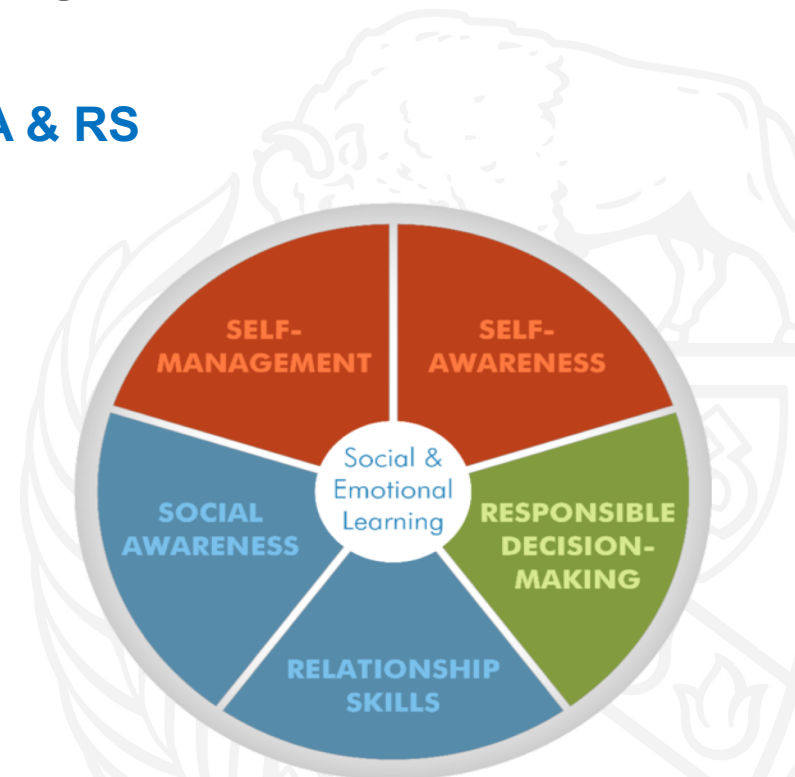 A & RS
SELF-
MANAGEMENT
SELF-
AWARENESS
Social &
Emotional
Learning
SOCIAL
AWARENESS
RESPONSIBLE
DECISION-
MAKING
RELATIONSHIP
SKILLS